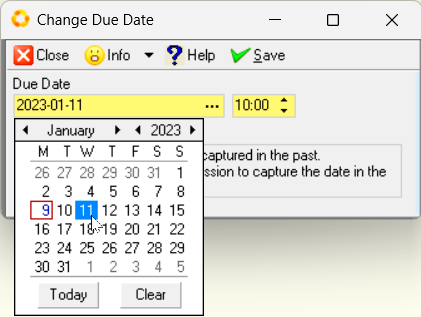 Change Due Date
Close Info Help Save
Due Date
2023-01-11 ... 10:00
January 2023
M T W T F S S
26 27 28 29 30 31 1
2 3 4 5 6 7 8
9 10 11 12 13 14 15
16 17 18 19 20 21 22
23 24 25 26 27 28 29
30 31 1 2 3 4 5
Today Clear
captured in the past.
to capture the date in the